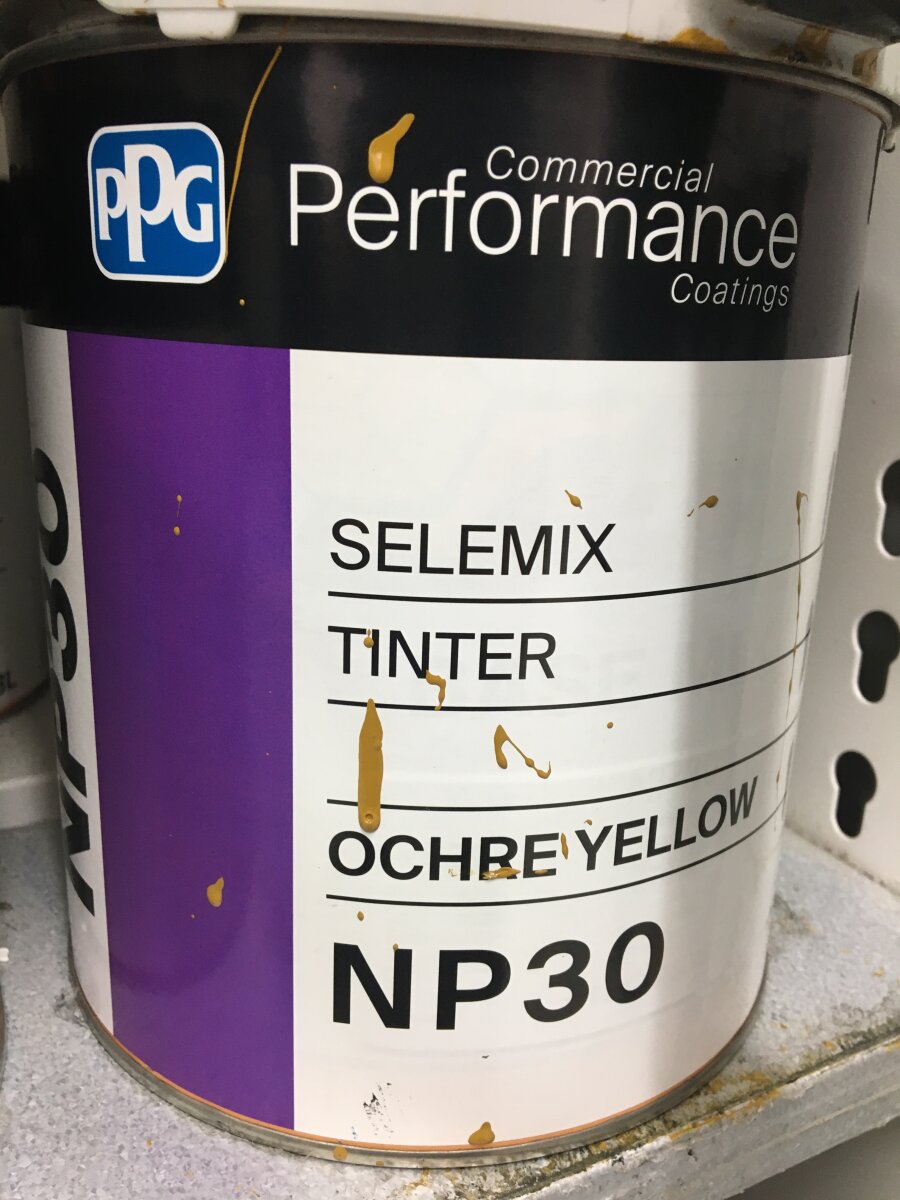 PPG
Commercial
Performance
Coatings
SELEMIX
TINTER
OCHRE YELLOW
NP30
NP30